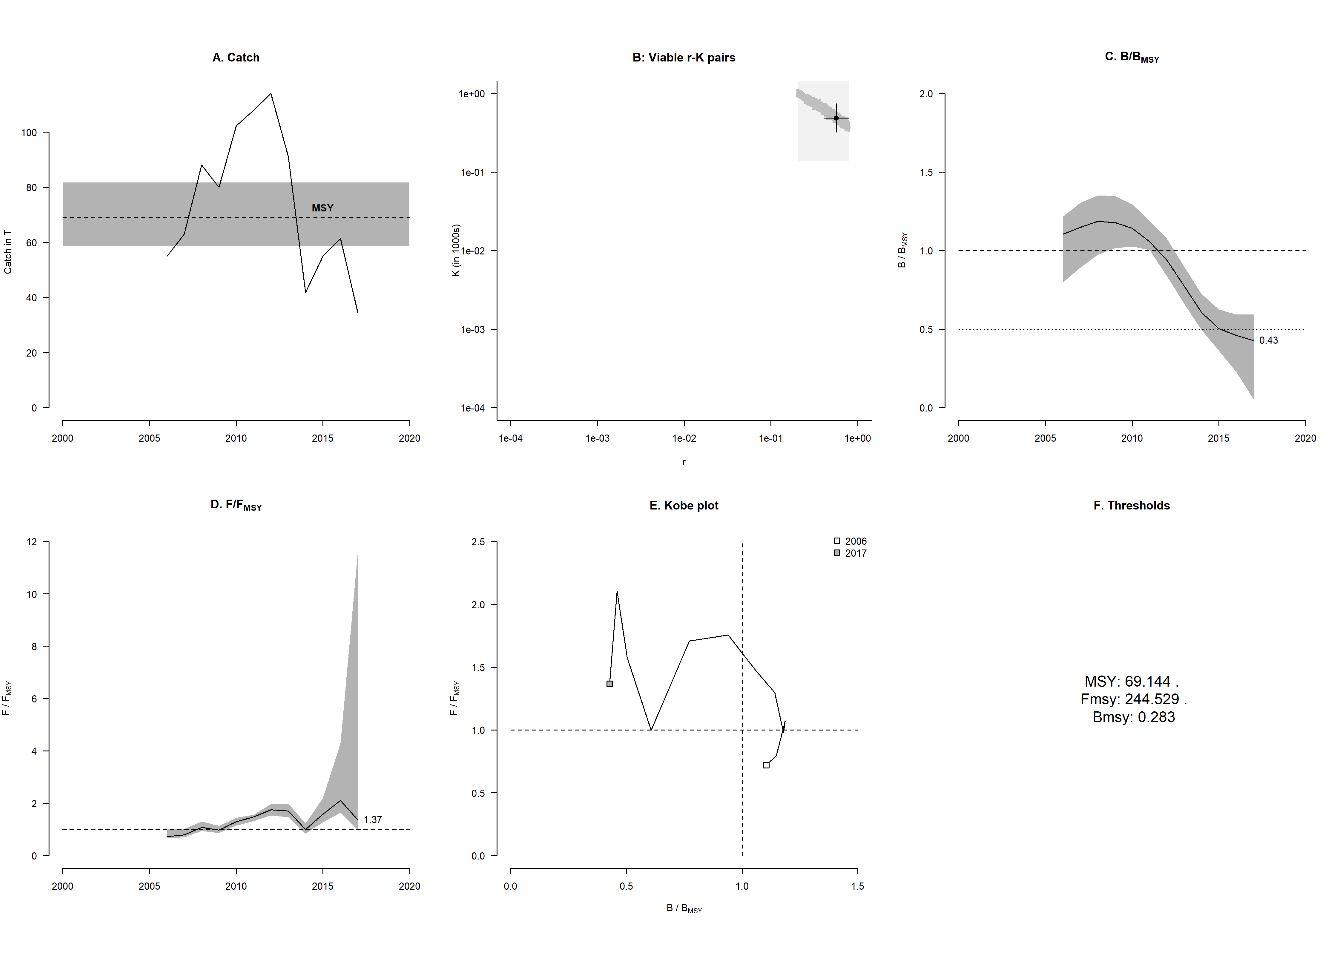 A. Catch
100
80
60
40
20
0
Catch in T
MSY
2000 2005 2010 2015 2020
B: Viable r-K pairs
1e+00
1e-01
1e-02
1e-03
1e-04
K (in 1000s)
1e-04 1e-03 1e-02 1e-01 1e+00
r
C. B/BMSY
2.0
1.5
1.0
0.5
0.0
B / BMSY
0.43
2000 2005 2010 2015 2020
D. F/FMSY
12
10
8
6
4
2
0
F / FMSY
1.37
2000 2005 2010 2015 2020
E. Kobe plot
2.5
2.0
1.5
1.0
0.5
0.0
F / FMSY
2006
2017
0.0 0.5 1.0 1.5
B / BMSY
F. Thresholds
MSY: 69.144 .
Fmsy: 244.529 .
Bmsy: 0.283